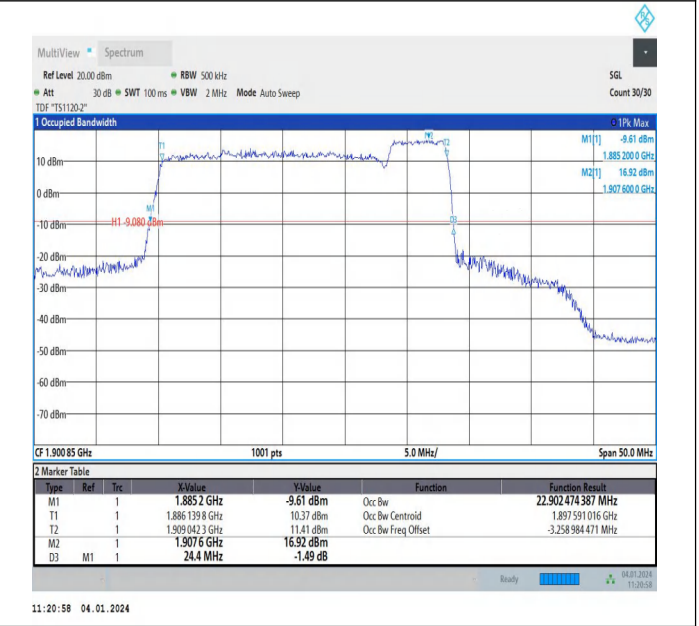 MultiView Spectrum
Ref Level 20.00 dBm RBW 500 kHz SGL
Att 30 dB SWT 100 ms VBW 2 MHz Mode Auto Sweep Count 30/30
TDF "TS1120-2"
1 Occupied Bandwidth 1Pk Max
M1[1] -9.61 dBm
1.885 200 0 GHz
M2[1] 16.92 dBm
1.907 600 0 GHz
M2
T1
T2
10 dBm
0 dBm
M1
H1 -9.080 dBm
D3
-10 dBm
-20 dBm
-30 dBm
-40 dBm
-50 dBm
-60 dBm
-70 dBm
CF 1.900 85 GHz 1001 pts 5.0 MHz/ Span 50.0 MHz
2 Marker Table
Type Ref Trc X-Value Y-Value Function Function Result
M1 1 1.885 2 GHz -9.61 dBm Occ Bw 22.902 474 387 MHz
T1 1 1.886 139 8 GHz 10.37 dBm Occ Bw Centroid 1.897 591 016 GHz
T2 1 1.909 042 3 GHz 11.41 dBm Occ Bw Freq Offset -3.258 984 471 MHz
M2 1 1.907 6 GHz 16.92 dBm
D3 M1 1 24.4 MHz -1.49 dB
Ready 04.01.2024
11:20:58
11:20:58 04.01.2024